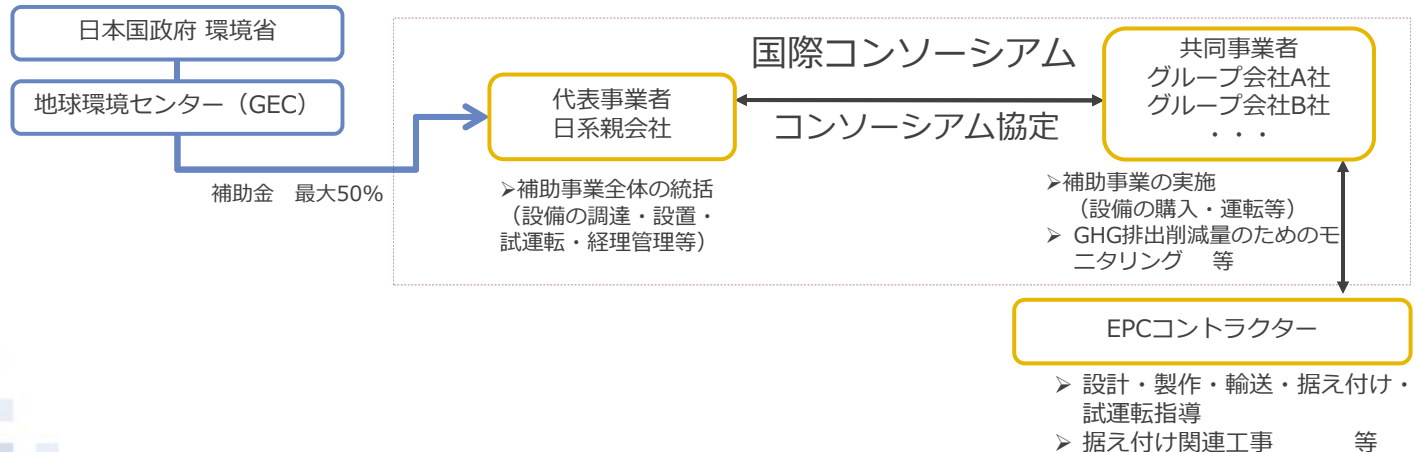 日本国政府 環境省
地球環境センター（GEC）
補助金　最大50%
国際コンソーシアム
コンソーシアム協定
代表事業者
日系親会社
➢補助事業全体の統括
（設備の調達・設置・
試運転・経理管理等）
共同事業者
グループ会社A社
グループ会社B社
・・・
➢補助事業の実施
（設備の購入・運転等）
➢ GHG排出削減量のためのモ
ニタリング　等
EPCコントラクター
➢ 設計・製作・輸送・据え付け・
試運転指導
➢ 据え付け関連工事　　　等